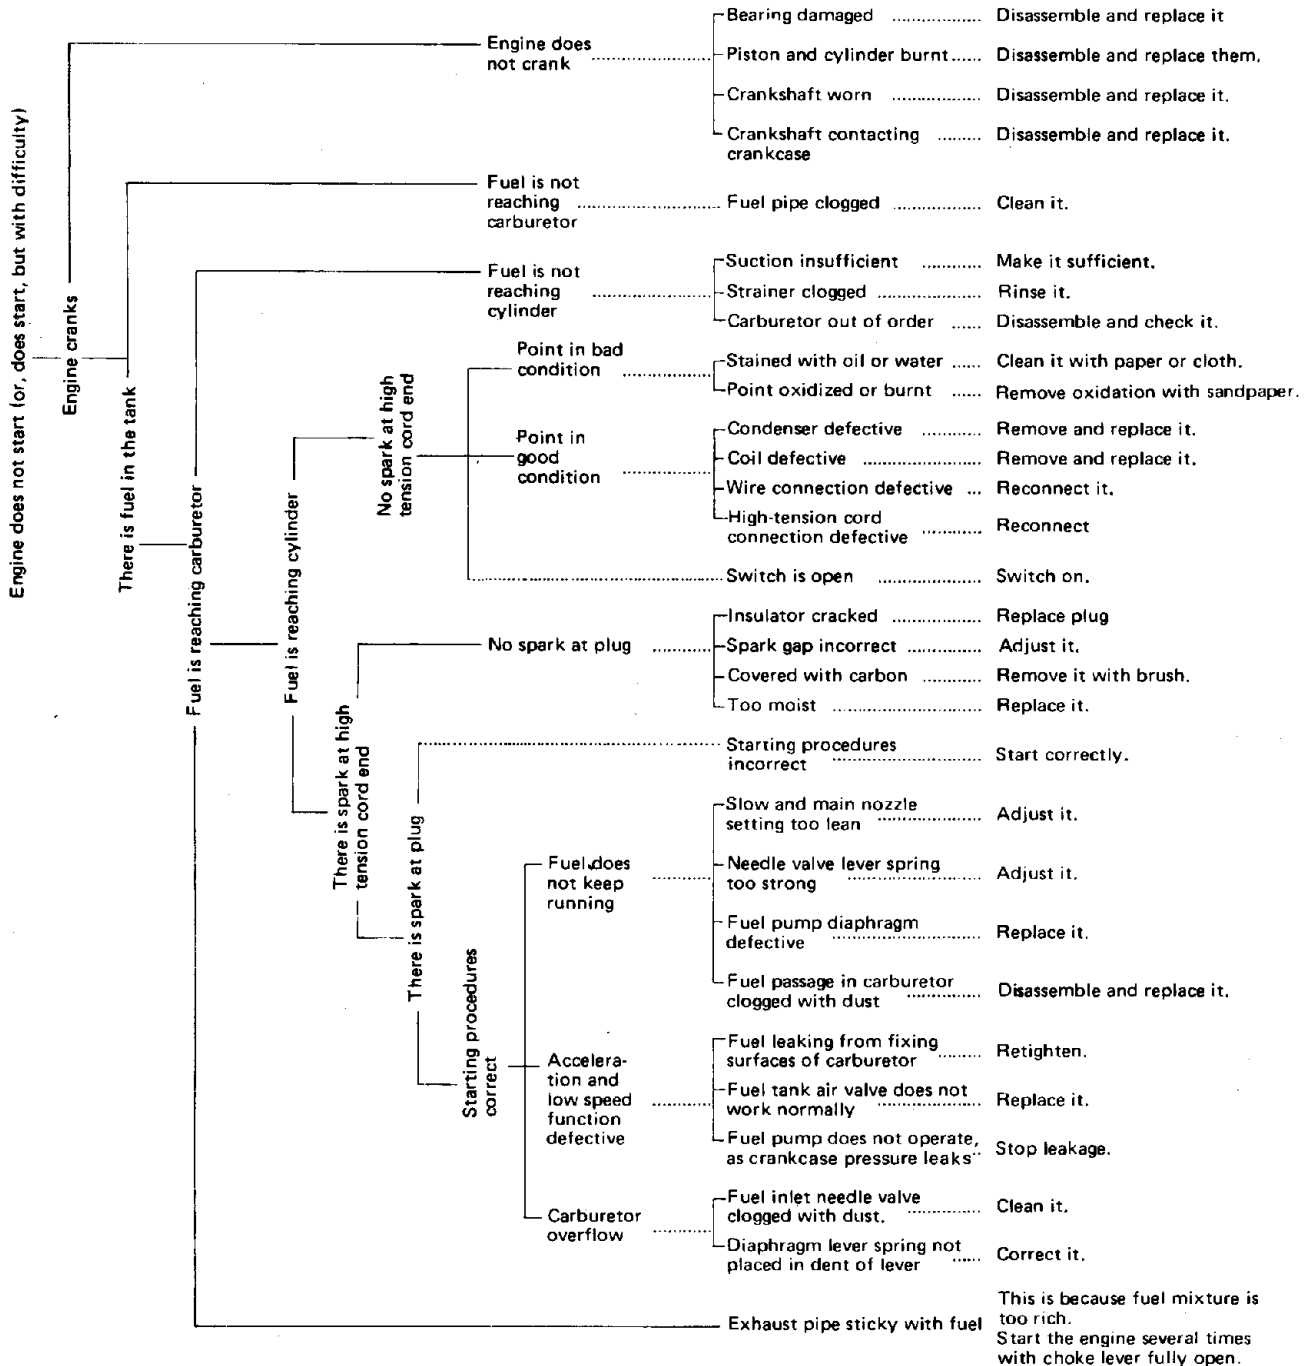 Engine does not start (or, does start, but with difficulty)
Engine cranks
Engine does
not crank
Bearing damaged ................ Disassemble and replace it
Piston and cylinder burnt...... Disassemble and replace them.
Crankshaft worn ................. Disassemble and replace it.
Crankshaft contacting ........ Disassemble and replace it.
crankcase
There is fuel in the tank
Fuel is not
reaching
carburetor
Fuel pipe clogged ................. Clean it.
Fuel is reaching carburetor
Fuel is not
reaching
cylinder
Suction insufficient ........... Make it sufficient.
Strainer clogged ................. Rinse it.
Carburetor out of order ...... Disassemble and check it.
Fuel is reaching cylinder
No spark at high
tension cord end
Point in bad
condition
Stained with oil or water ...... Clean it with paper or cloth.
Point oxidized or burnt ...... Remove oxidation with sandpaper.
Point in
good
condition
Condenser defective ........... Remove and replace it.
Coil defective ...................... Remove and replace it.
Wire connection defective ... Reconnect it.
High-tension cord
connection defective ........... Reconnect
Switch is open .................... Switch on.
There is spark at high
tension cord end
No spark at plug
Insulator cracked ................. Replace plug
Spark gap incorrect .............. Adjust it.
Covered with carbon ........... Remove it with brush.
Too moist ............................ Replace it.
There is spark at plug
Starting procedures
incorrect ............................ Start correctly.
Starting procedures
correct
Fuel does
not keep
running
Slow and main nozzle
setting too lean .................... Adjust it.
Needle valve lever spring
too strong ............................ Adjust it.
Fuel pump diaphragm
defective ............................ Replace it.
Fuel passage in carburetor
clogged with dust .............. Disassemble and replace it.
Accelera-
tion and
low speed
function
defective
Fuel leaking from fixing
surfaces of carburetor ........ Retighten.
Fuel tank air valve does not
work normally .................... Replace it.
Fuel pump does not operate,
as crankcase pressure leaks .. Stop leakage.
Carburetor
overflow
Fuel inlet needle valve
clogged with dust. .............. Clean it.
Diaphragm lever spring not
placed in dent of lever ...... Correct it.
Exhaust pipe sticky with fuel
This is because fuel mixture is
too rich.
Start the engine several times
with choke lever fully open.